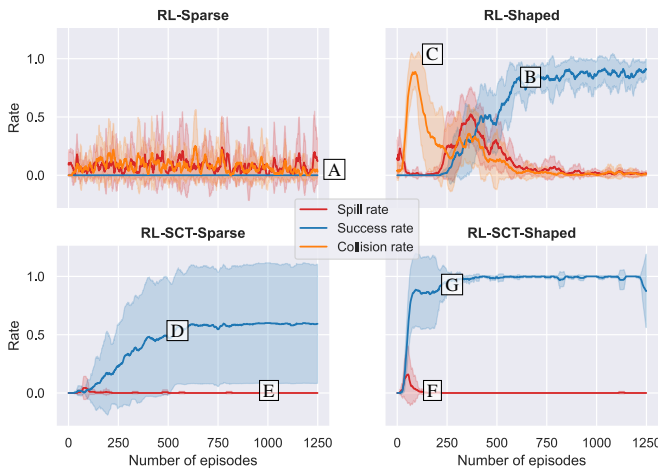 RL-Sparse
RL-Shaped
C
1.0
B
Rate
0.5
A
0.0
Spill rate
Success rate
Collision rate
RL-SCT-Sparse
RL-SCT-Shaped
1.0
G
Rate
0.5
D
E
F
0.0
0 250 500 750 1000 1250
0 250 500 750 1000 1250
Number of episodes
Number of episodes